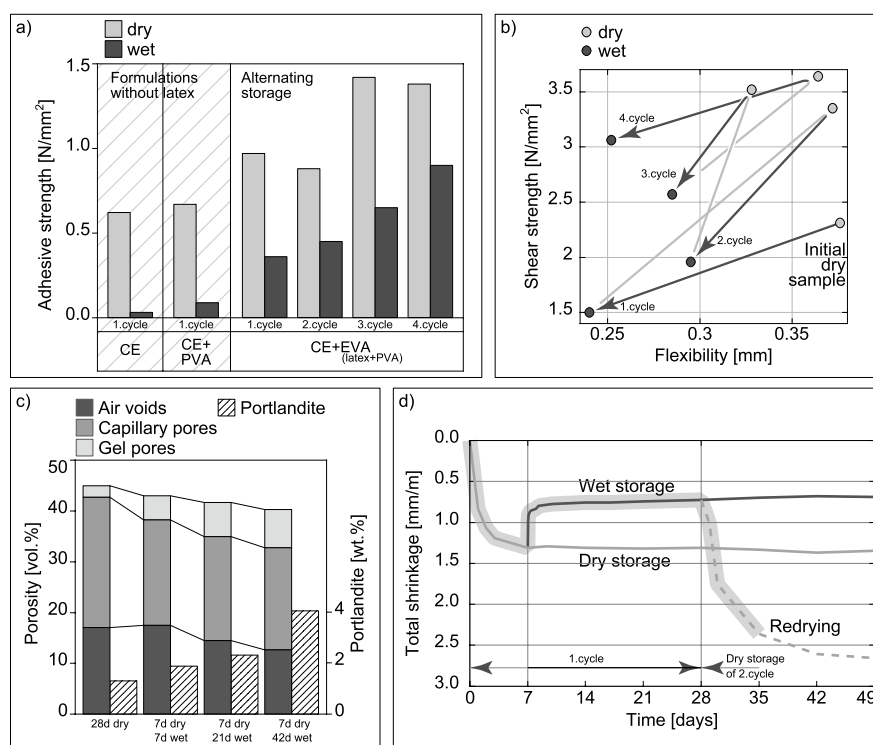 a)
dry
wet
Adhesive strength [N/mm²]
1.5
1.0
0.5
0.0
Formulations
without latex
Alternating
storage
1.cycle
1.cycle
1.cycle
2.cycle
3.cycle
4.cycle
CE
CE+
PVA
CE+EVA
(latex+PVA)
b)
dry
wet
Shear strength [N/mm²]
3.5
3
2.5
2
1.5
4.cycle
3.cycle
2.cycle
1.cycle
Initial
dry
sample
0.25
0.3
0.35
Flexibility [mm]
c)
Air voids
Portlandite
Capillary pores
Gel pores
Porosity [vol.%]
50
40
30
20
10
0
Portlandite [wt.%]
4
2
0
28d dry
7d dry
7d wet
7d dry
21d wet
7d dry
42d wet
d)
Total shrinkage [mm/m]
0.0
0.5
1.0
1.5
2.0
2.5
3.0
Wet storage
Dry storage
Redrying
1.cycle
Dry storage
of 2.cycle
0
7
14
21
28
35
42
49
Time [days]